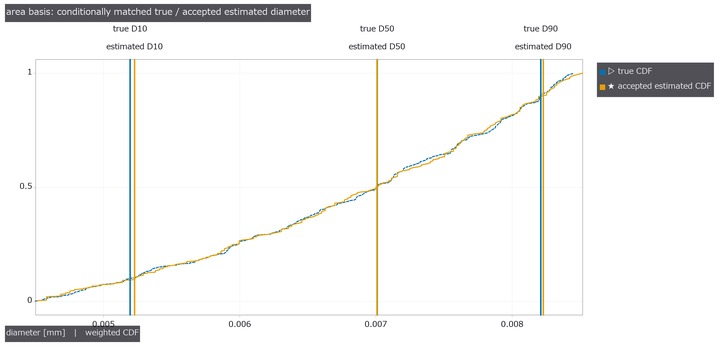 area basis: conditionally matched true / accepted estimated diameter
true D10 true D50 true D90
estimated D10 estimated D50 estimated D90
▷ true CDF
★ accepted estimated CDF
1
0.5
0
0.005 0.006 0.007 0.008
diameter [mm] | weighted CDF